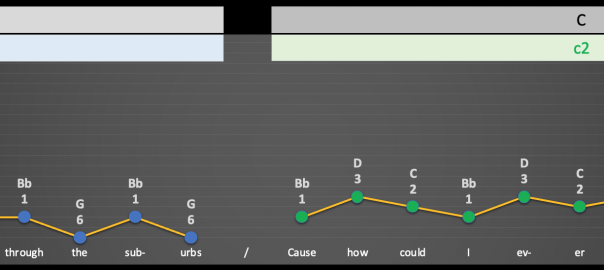 C
c2
D D
Bb Bb 3 C 3 C
1 G 1 G Bb 2 Bb 2
6 6 1 1
through the sub- urbs / Cause how could I ev- er